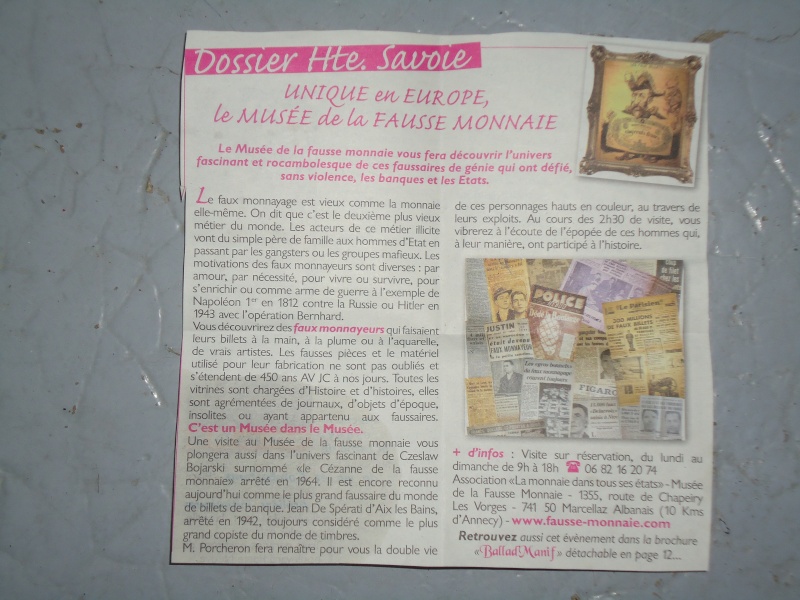 Dossier Hte. Savoie
UNIQUE en EUROPE,
le MUSÉE de la FAUSSE MONNAIE
Le Musée de la fausse monnaie vous fera découvrir l'univers
fascinant et rocambolesque de ces faussaires de génie qui ont défié,
sans violence, les banques et les Etats.
Le faux monnayage est vieux comme la monnaie
elle-même. On dit que c'est le deuxième plus vieux
métier du monde. Les acteurs de ce métier illicite
vont du simple père de famille aux hommes d'Etat en
passant par les gangsters ou les groupes mafieux. Les
motivations des faux monnayeurs sont diverses : par
amour, par nécessité, pour vivre ou survivre, pour
s'enrichir ou comme arme de guerre à l'exemple de
Napoléon 1er en 1812 contre la Russie ou Hitler en
1943 avec l'opération Bernhard.
Vous découvrirez des faux monnayeurs qui faisaient
leurs billets à la main, à la plume ou à l'aquarelle,
de vrais artistes. Les fausses pièces et le matériel
utilisé pour leur fabrication ne sont pas oubliés et
s'étendent de 450 ans AV JC à nos jours. Toutes les
vitrines sont chargées d'Histoire et d'histoires, elles
sont agrémentées de journaux, d'objets d'époque,
insolites ou ayant appartenu aux faussaires.
C'est un Musée dans le Musée.
Une visite au Musée de la fausse monnaie vous
plongera aussi dans l'univers fascinant de Czeslaw
Bojarski surnommé «le Cézanne de la fausse
monnaie» arrêté en 1964. Il est encore reconnu
aujourd'hui comme le plus grand faussaire du monde
de billets de banque. Jean De Spérati d'Aix les Bains,
arrêté en 1942, toujours considéré comme le plus
grand copiste du monde de timbres.
M. Porcheron fera renaître pour vous la double vie
de ces personnages hauts en couleur, au travers de
leurs exploits. Au cours des 2h30 de visite, vous
vibrerez à l'écoute de l'épopée de ces hommes qui,
à leur manière, ont participé à l'histoire.
POLICE
JUSTIN
était devenu
FAUX MONNAYEUR
"Le Parisien"
200 MILLIONS
DE FAUX BILLETS
du faux monnayage
FIGARO
+ d'infos : Visite sur réservation, du lundi au
dimanche de 9h à 18h ☎ 06 82 16 20 74
Association «La monnaie dans tous ses états» - Musée
de la Fausse Monnaie - 1355, route de Chapeiry
Les Vorges - 741 50 Marcellaz Albanais (10 Kms
d'Annecy) - www.fausse-monnaie.com
Retrouvez aussi cet évènement dans la brochure
«Ballad'Manif» détachable en page 12...